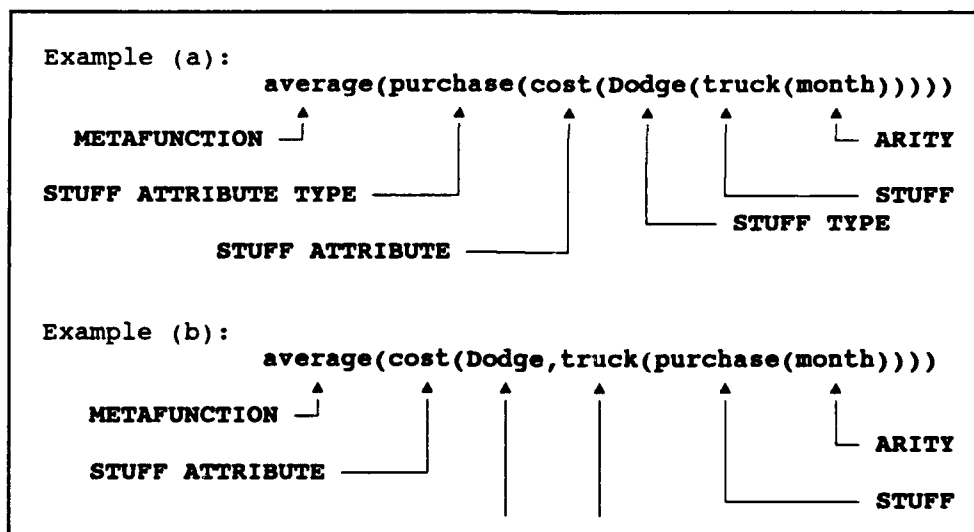 Example (a):
average(purchase(cost(Dodge(truck(month)))))
METAFUNCTION ARITY
STUFF ATTRIBUTE TYPE STUFF
STUFF TYPE
STUFF ATTRIBUTE
Example (b):
average(cost(Dodge,truck(purchase(month))))
METAFUNCTION
ARITY
STUFF ATTRIBUTE
STUFF